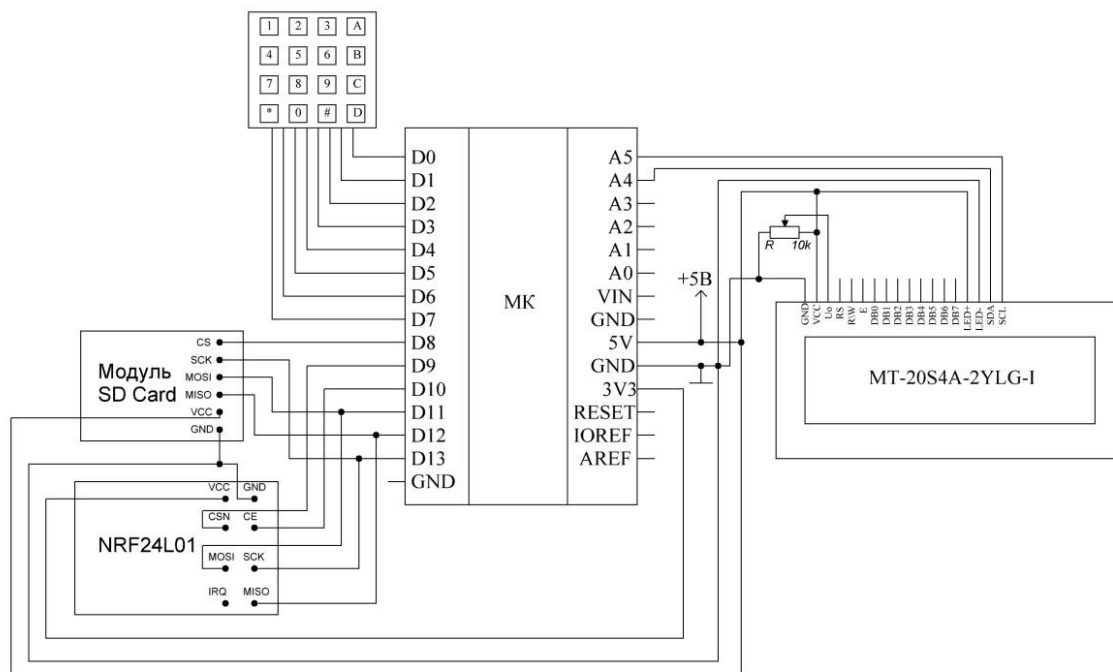 1 2 3 A
4 5 6 B
7 8 9 C
* 0 # D
D0
D1
D2
D3
D4
D5
D6
D7
D8
D9
D10
D11
D12
D13
GND
МК
A5
A4
A3
A2
A1
A0
VIN
GND
5V
GND
3V3
RESET
IOREF
AREF
+5В
R 10k
GND
VCC
Uo
RS
R\W
E
DB0
DB1
DB2
DB3
DB4
DB5
DB6
DB7
LED+
LED-
SDA
SCL
MT-20S4A-2YLG-I
Модуль
SD Card
CS
SCK
MOSI
MISO
VCC
GND
NRF24L01
VCC GND
CSN CE
MOSI SCK
IRQ MISO